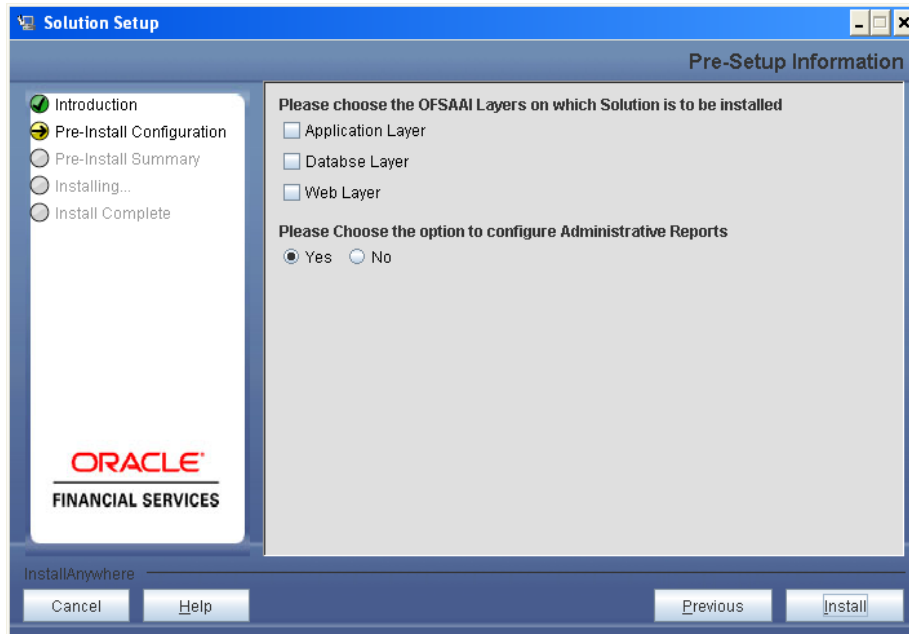 Solution Setup
Pre-Setup Information
Introduction
Pre-Install Configuration
Pre-Install Summary
Installing...
Install Complete
ORACLE
FINANCIAL SERVICES
Please choose the OFSAAI Layers on which Solution is to be installed
Application Layer
Databse Layer
Web Layer
Please Choose the option to configure Administrative Reports
Yes No
InstallAnywhere
Cancel Help Previous Install